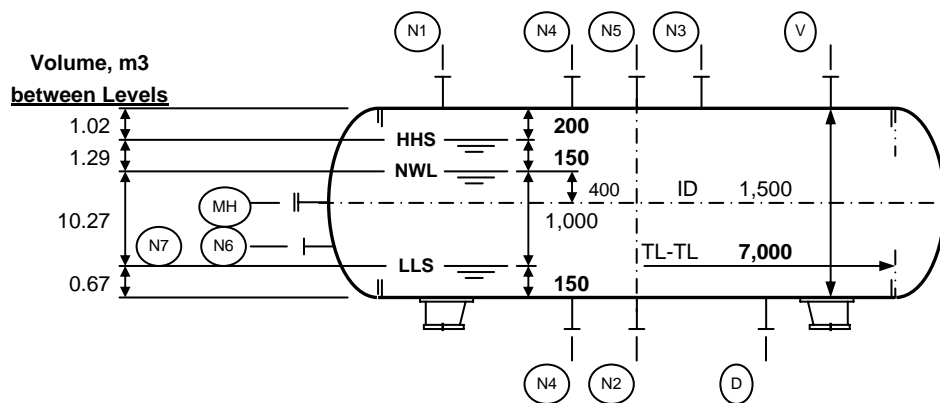 N1
N4
N5
N3
V
Volume, m3
between Levels
1.02
HHS
200
1.29
NWL
150
MH
400
ID
1,500
10.27
1,000
N7
N6
LLS
TL-TL
7,000
0.67
150
N4
N2
D